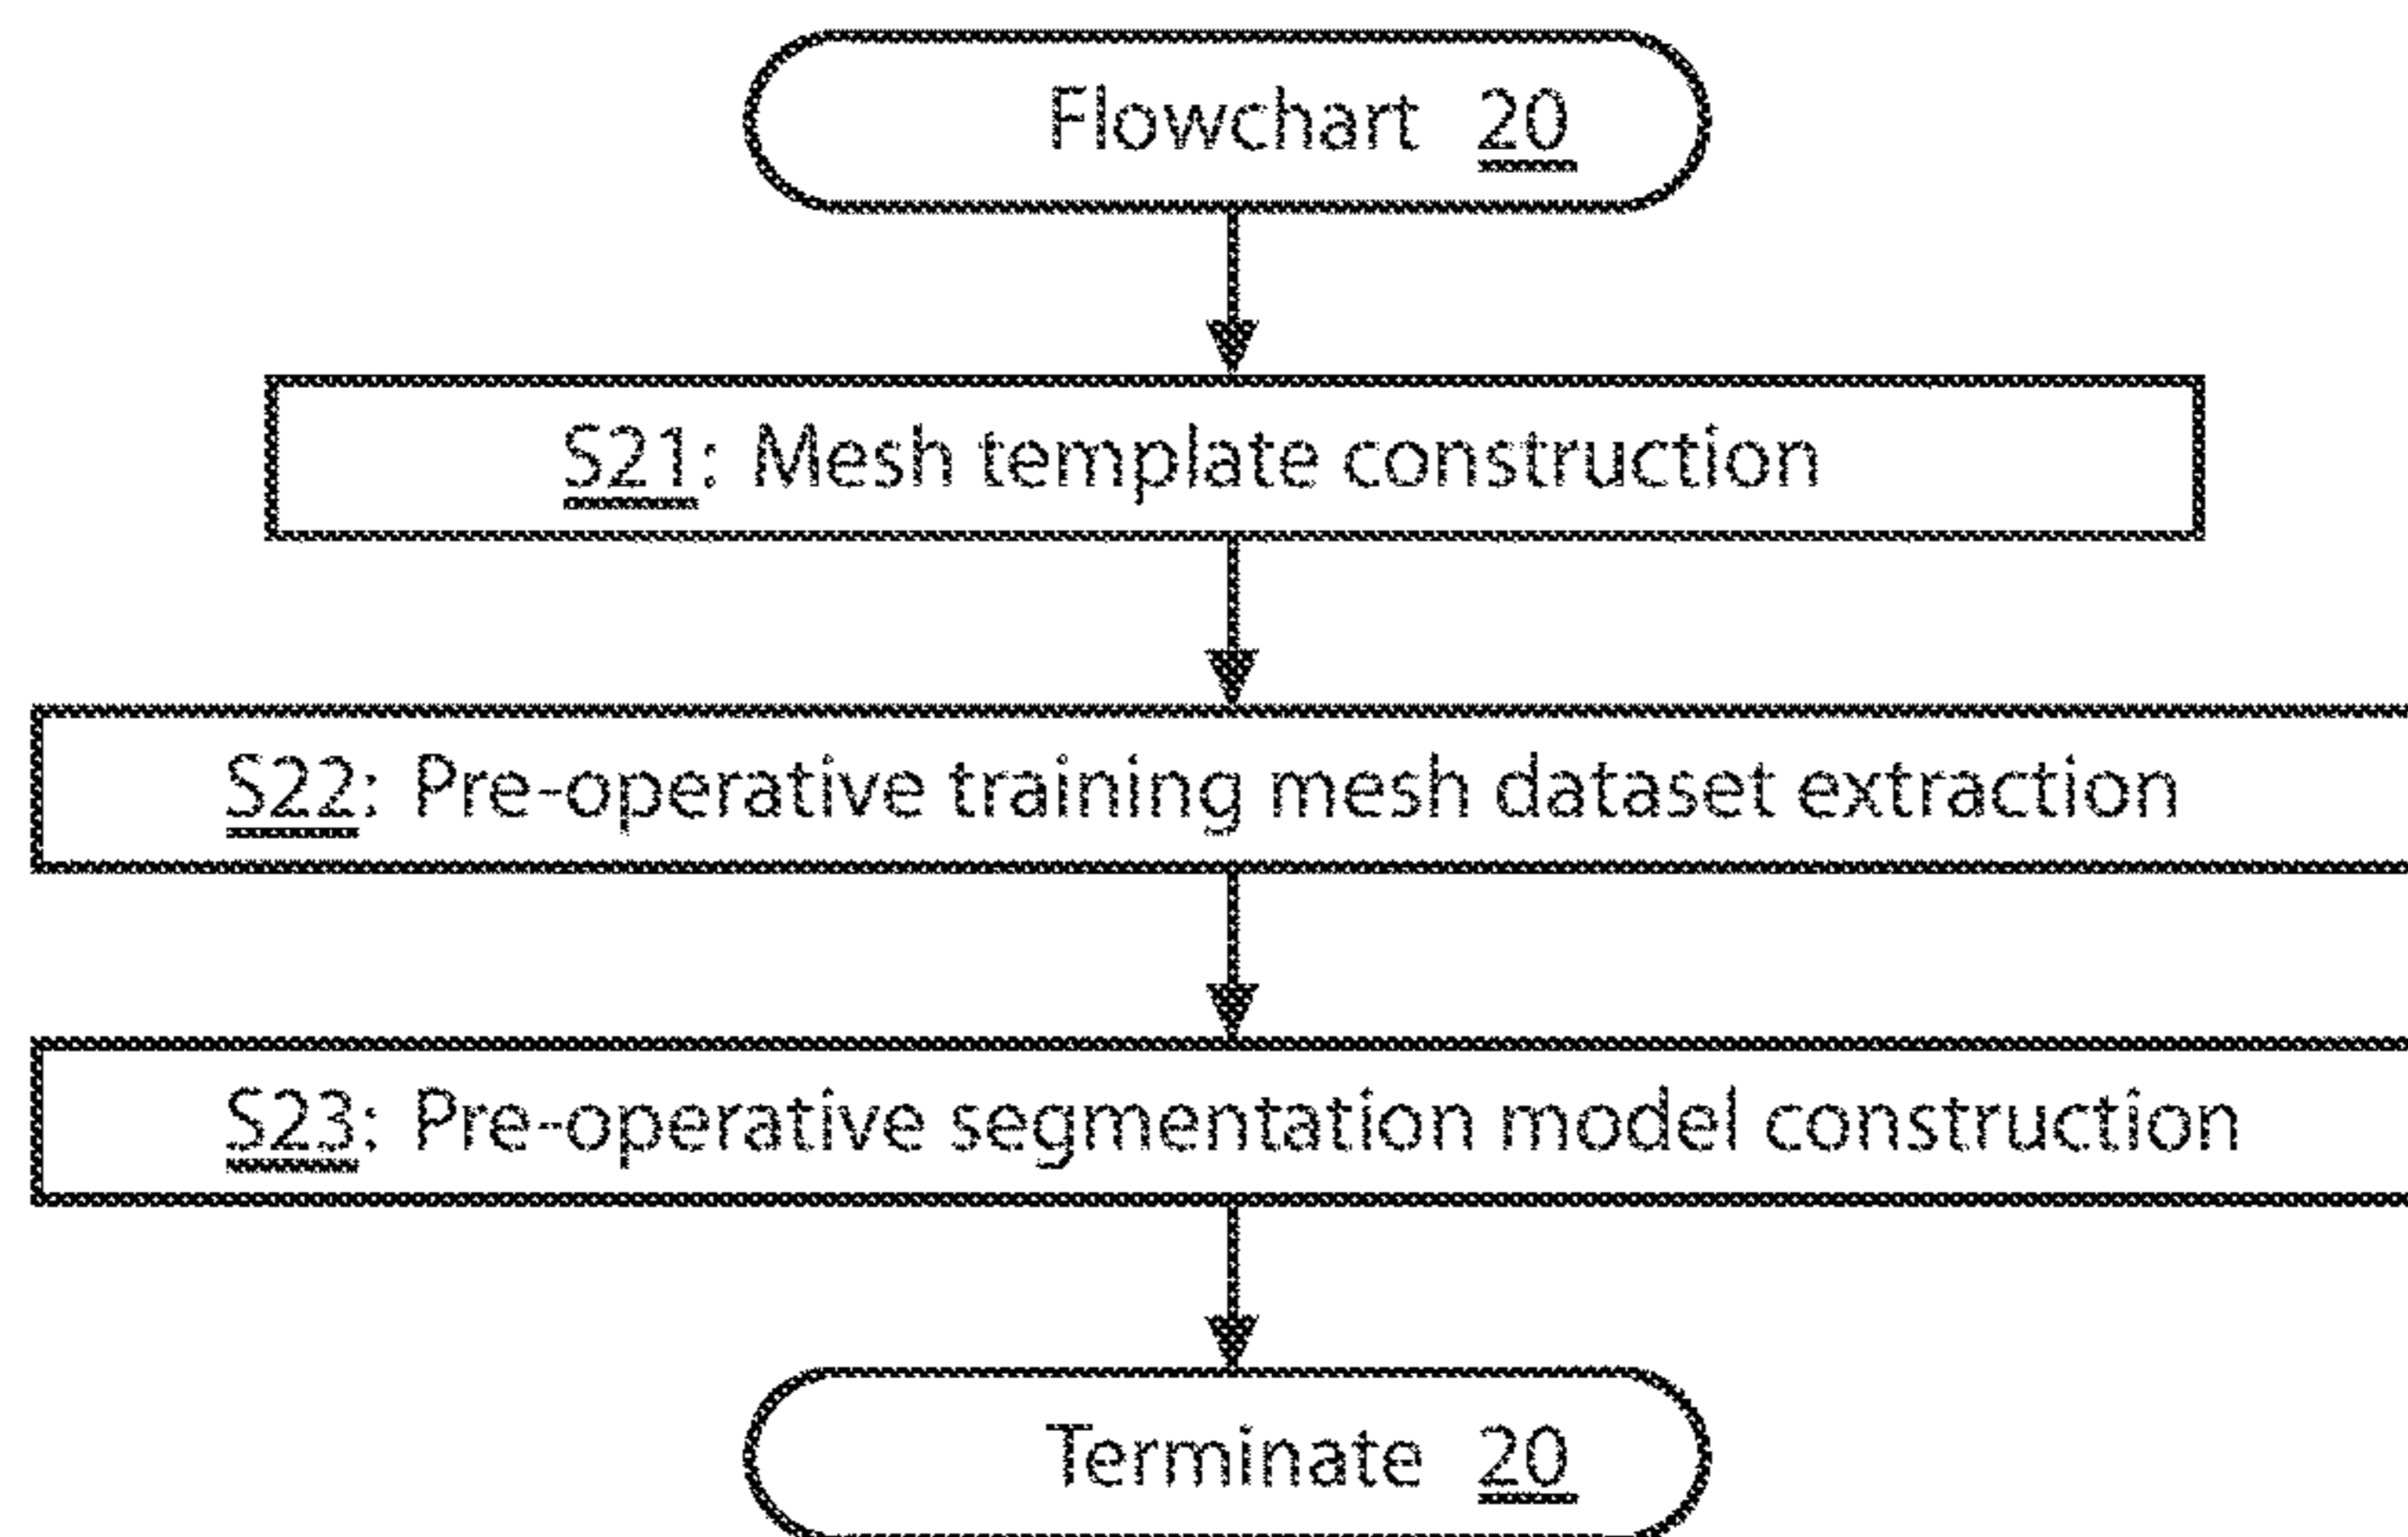 Flowchart 20
S21: Mesh template construction
S22: Pre-operative training mesh dataset extraction
S23: Pre-operative segmentation model construction
Terminate 20